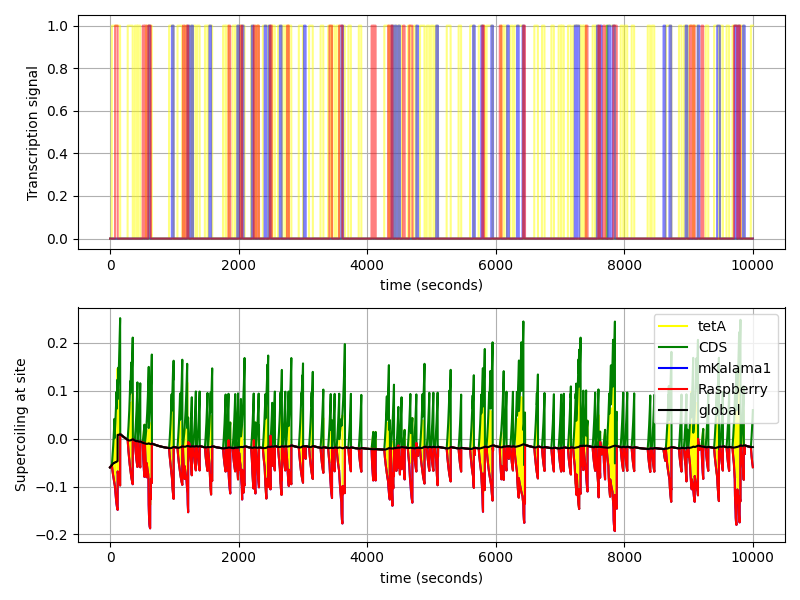 1.0
0.8
0.6
0.4
0.2
0.0
Transcription signal
0 2000 4000 6000 8000 10000
time (seconds)
0.2
0.1
0.0
−0.1
−0.2
Supercoiling at site
tetA
CDS
mKalama1
Raspberry
global
0 2000 4000 6000 8000 10000
time (seconds)